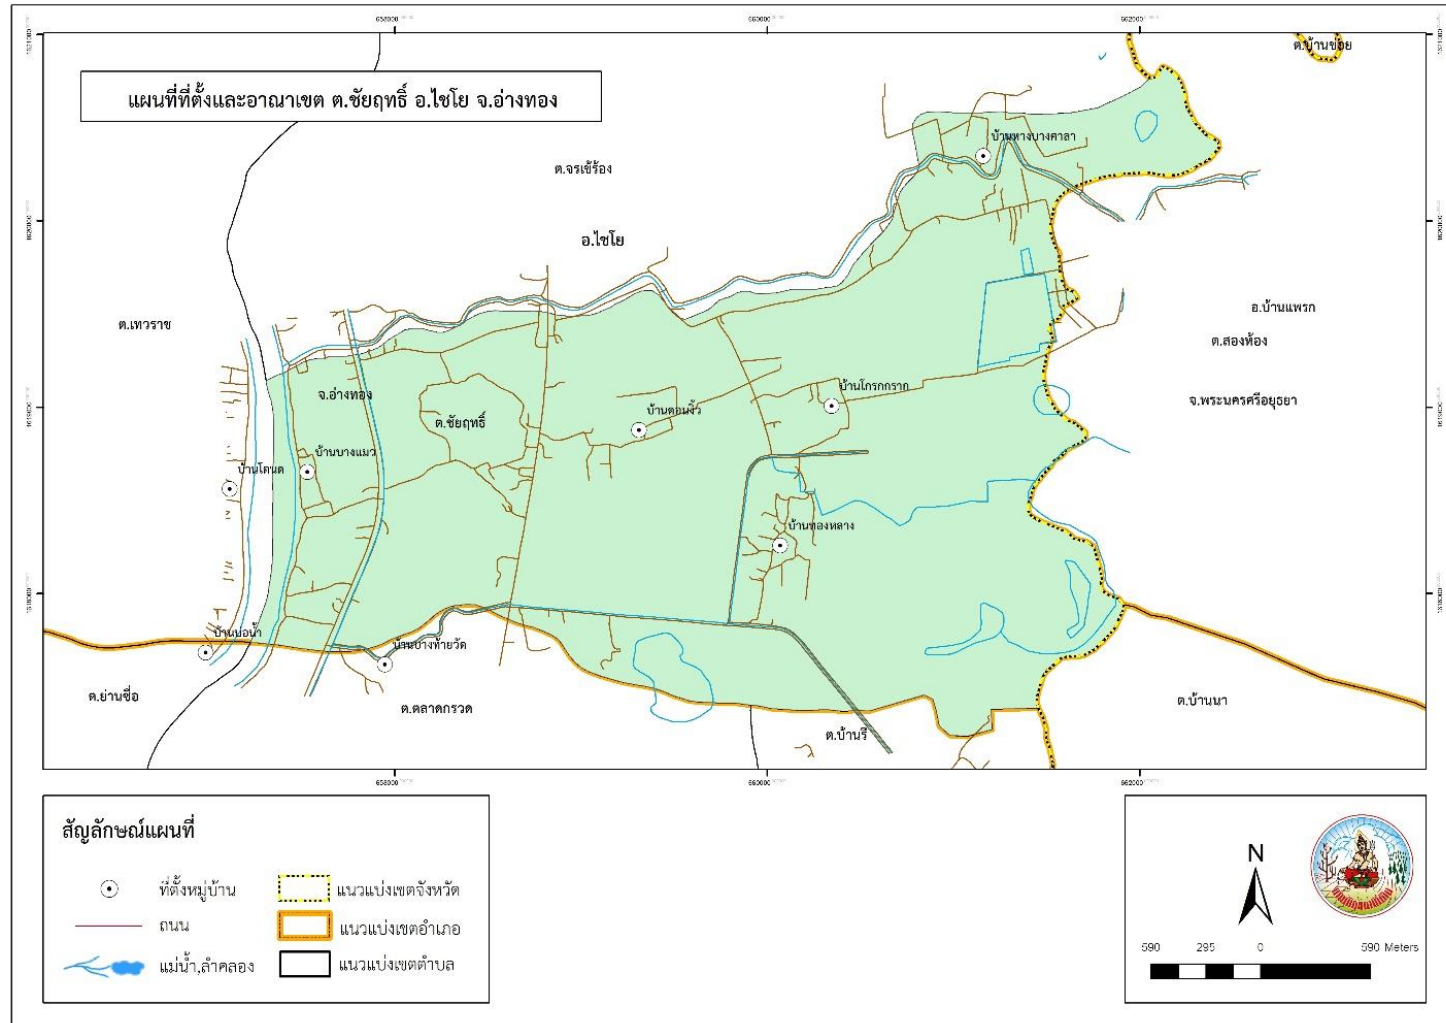 658000
660000
662000
ต.บ้านข่อย
แผนที่ที่ตั้งและอาณาเขต ต.ชัยฤทธิ์ อ.ไชโย จ.อ่างทอง
บ้านหางบางศาลา
ต.จรเข้ร้อง
อ.ไชโย
ต.เทวราช
อ.บ้านแพรก
ต.สองห้อง
จ.พระนครศรีอยุธยา
จ.อ่างทอง
ต.ชัยฤทธิ์
บ้านดอนงิ้ว
บ้านโกรกกราก
บ้านบางแมว
บ้านโตนด
บ้านทองหลาง
บ้านบ่อน้ำ
บ้านบางท้ายวัด
ต.ย่านซื่อ
ต.ตลาดกรวด
ต.บ้านรี
ต.บ้านนา
658000
660000
662000
สัญลักษณ์แผนที่
ที่ตั้งหมู่บ้าน
แนวแบ่งเขตจังหวัด
ถนน
แนวแบ่งเขตอำเภอ
แม่น้ำ,ลำคลอง
แนวแบ่งเขตตำบล
N
590 295 0 590 Meters